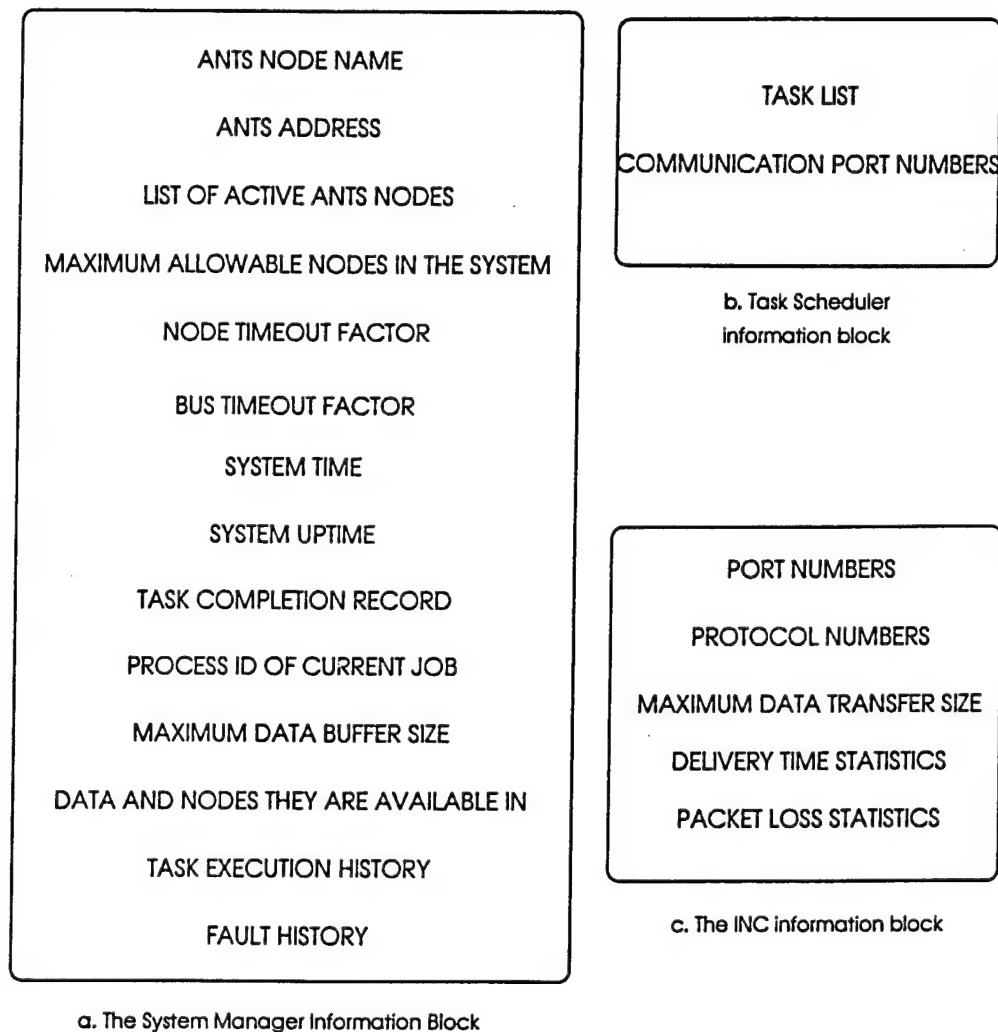 ANTS NODE NAME
ANTS ADDRESS
LIST OF ACTIVE ANTS NODES
MAXIMUM ALLOWABLE NODES IN THE SYSTEM
NODE TIMEOUT FACTOR
BUS TIMEOUT FACTOR
SYSTEM TIME
SYSTEM UPTIME
TASK COMPLETION RECORD
PROCESS ID OF CURRENT JOB
MAXIMUM DATA BUFFER SIZE
DATA AND NODES THEY ARE AVAILABLE IN
TASK EXECUTION HISTORY
FAULT HISTORY
a. The System Manager Information Block
TASK LIST
COMMUNICATION PORT NUMBERS
b. Task Scheduler
information block
PORT NUMBERS
PROTOCOL NUMBERS
MAXIMUM DATA TRANSFER SIZE
DELIVERY TIME STATISTICS
PACKET LOSS STATISTICS
c. The INC information block